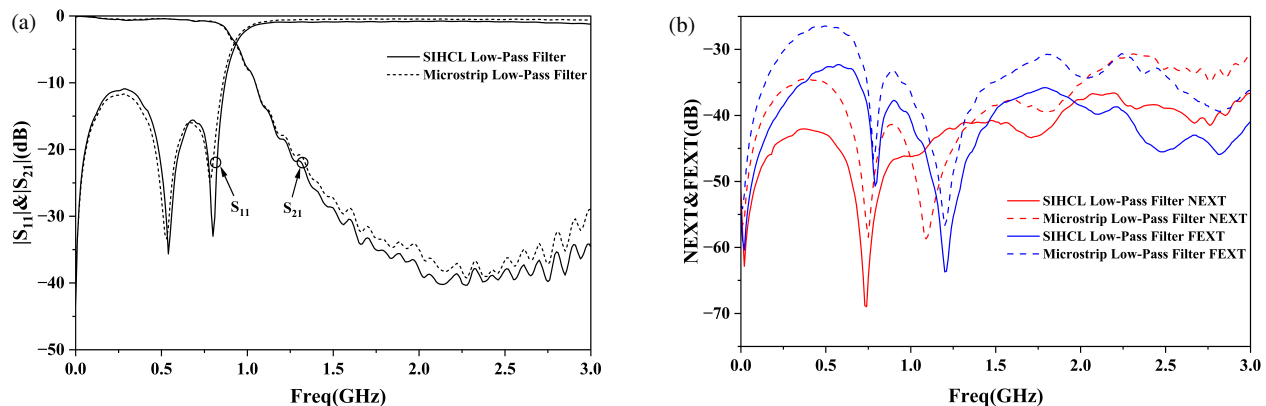 (a)
|S11|&|S21|(dB)
0
−10
−20
−30
−40
−50
SIHCL Low-Pass Filter
Microstrip Low-Pass Filter
S11
S21
0.0 0.5 1.0 1.5 2.0 2.5 3.0
Freq(GHz)
(b)
NEXT&FEXT(dB)
−30
−40
−50
−60
−70
SIHCL Low-Pass Filter NEXT
Microstrip Low-Pass Filter NEXT
SIHCL Low-Pass Filter FEXT
Microstrip Low-Pass Filter FEXT
0.0 0.5 1.0 1.5 2.0 2.5 3.0
Freq(GHz)